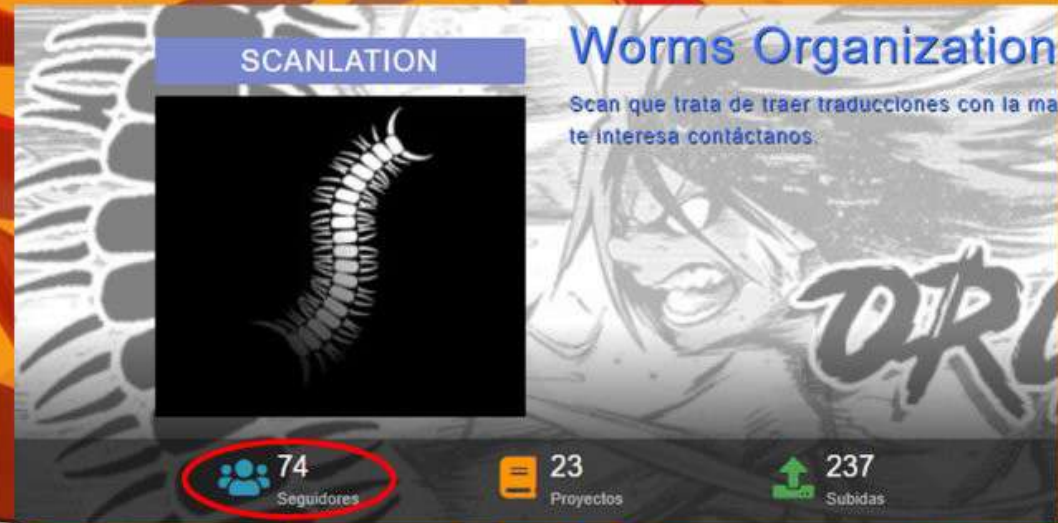 SCANLATION
Worms Organization
Scan que trata de traer traducciones con la ma
te interesa contáctanos.
OR
74
Seguidores
23
Proyectos
237
Subidas